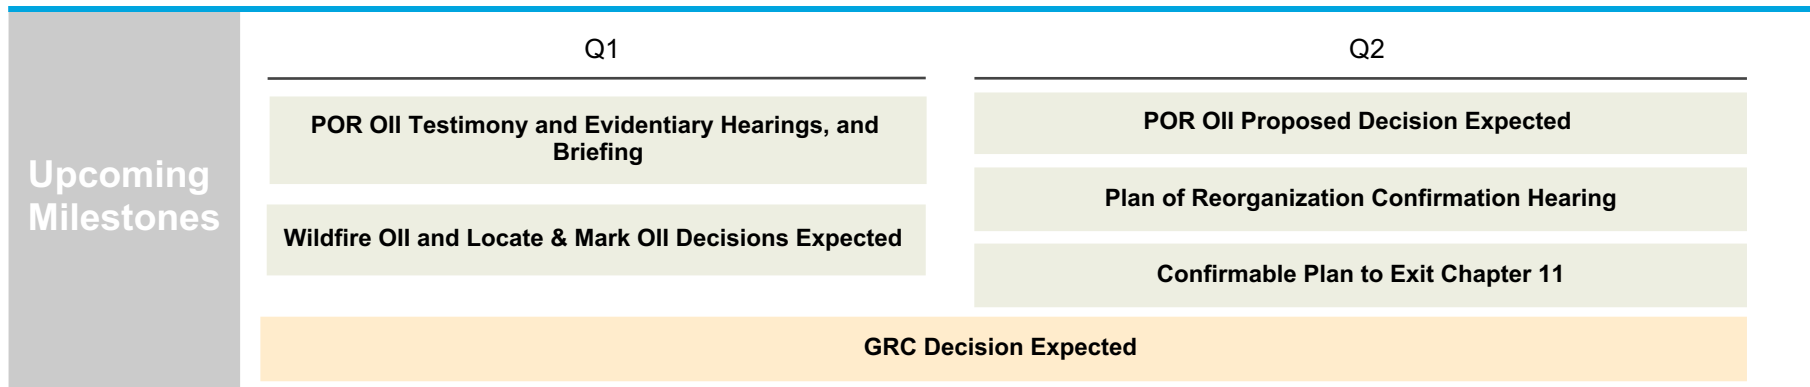 Upcoming
Milestones
Q1
POR OII Testimony and Evidentiary Hearings, and
Briefing
Wildfire OII and Locate & Mark OII Decisions Expected
Q2
POR OII Proposed Decision Expected
Plan of Reorganization Confirmation Hearing
Confirmable Plan to Exit Chapter 11
GRC Decision Expected